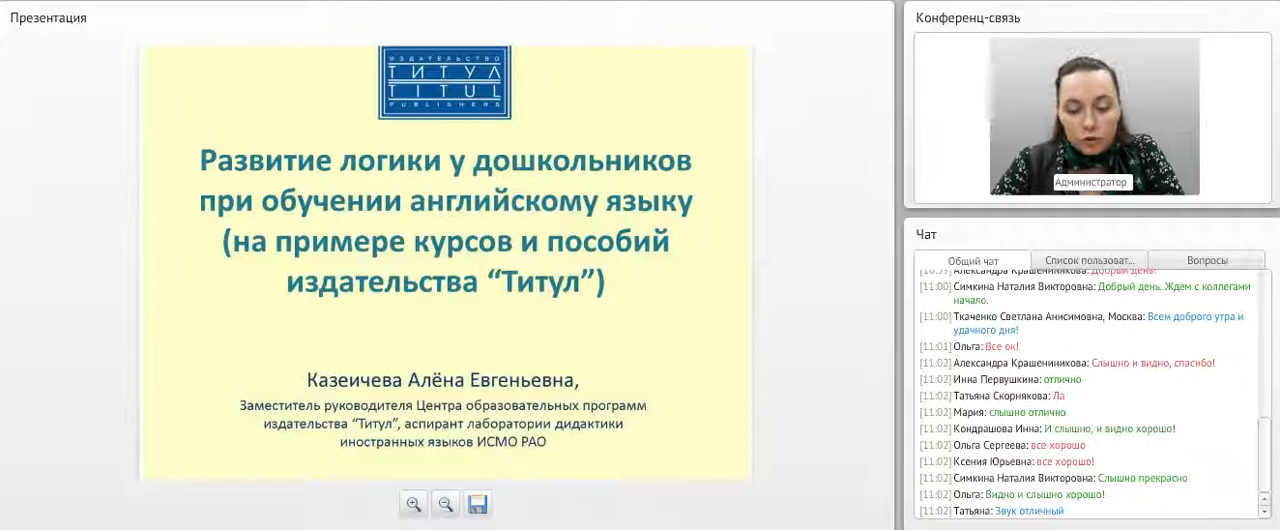 Презентация
ИЗДАТЕЛЬСТВО
ТИТУЛ
TITUL
PUBLISHERS
Развитие логики у дошкольников
при обучении английскому языку
(на примере курсов и пособий
издательства “Титул”)
Казеичева Алёна Евгеньевна,
Заместитель руководителя Центра образовательных программ
издательства “Титул”, аспирант лаборатории дидактики
иностранных языков ИСМО РАО
Конференц-связь
Администратор
Чат
Общий чат
Список пользоват...
Вопросы
[10:59] Александра Крашениникова: Добрый день!
[11:00] Симкина Наталия Викторовна: Добрый день. Ждем с коллегами
начало.
[11:00] Ткаченко Светлана Анисимовна, Москва: Всем доброго утра и
удачного дня!
[11:01] Ольга: Все ок!
[11:02] Александра Крашениникова: Слышно и видно, спасибо!
[11:02] Инна Первушкина: отлично
[11:02] Татьяна Скорнякова: Ла
[11:02] Мария: слышно отлично
[11:02] Кондрашова Инна: И слышно, и видно хорошо!
[11:02] Ольга Сергеева: все хорошо
[11:02] Ксения Юрьевна: все хорошо!
[11:02] Симкина Наталия Викторовна: Слышно прекрасно
[11:02] Ольга: Видно и слышно хорошо!
[11:02] Татьяна: Звук отличный